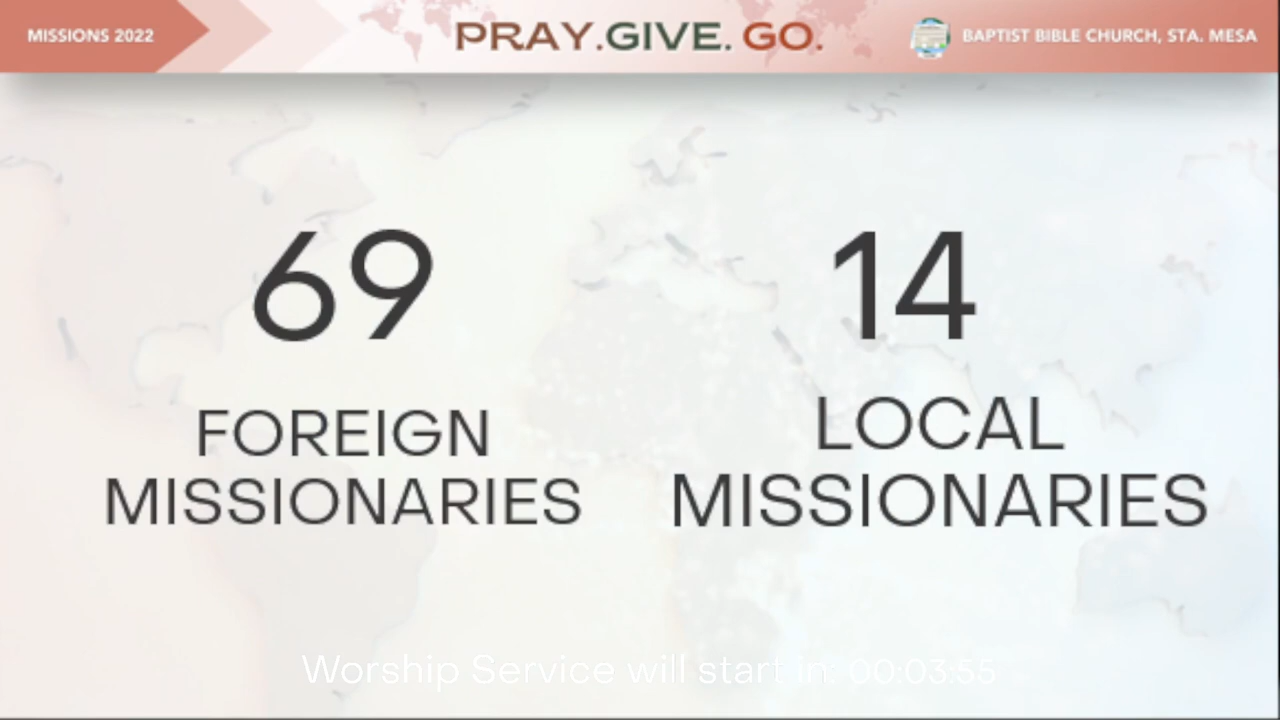 MISSIONS 2022
PRAY.GIVE. GO.
BAPTIST BIBLE CHURCH, STA. MESA
69
FOREIGN
MISSIONARIES
14
LOCAL
MISSIONARIES
Worship Service will start in: 00:03:55